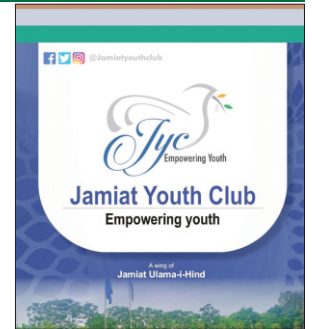 @Jamiatyouthclub
Jyc
Empowering Youth
Jamiat Youth Club
Empowering youth
A wing of
Jamiat Ulama-i-Hind